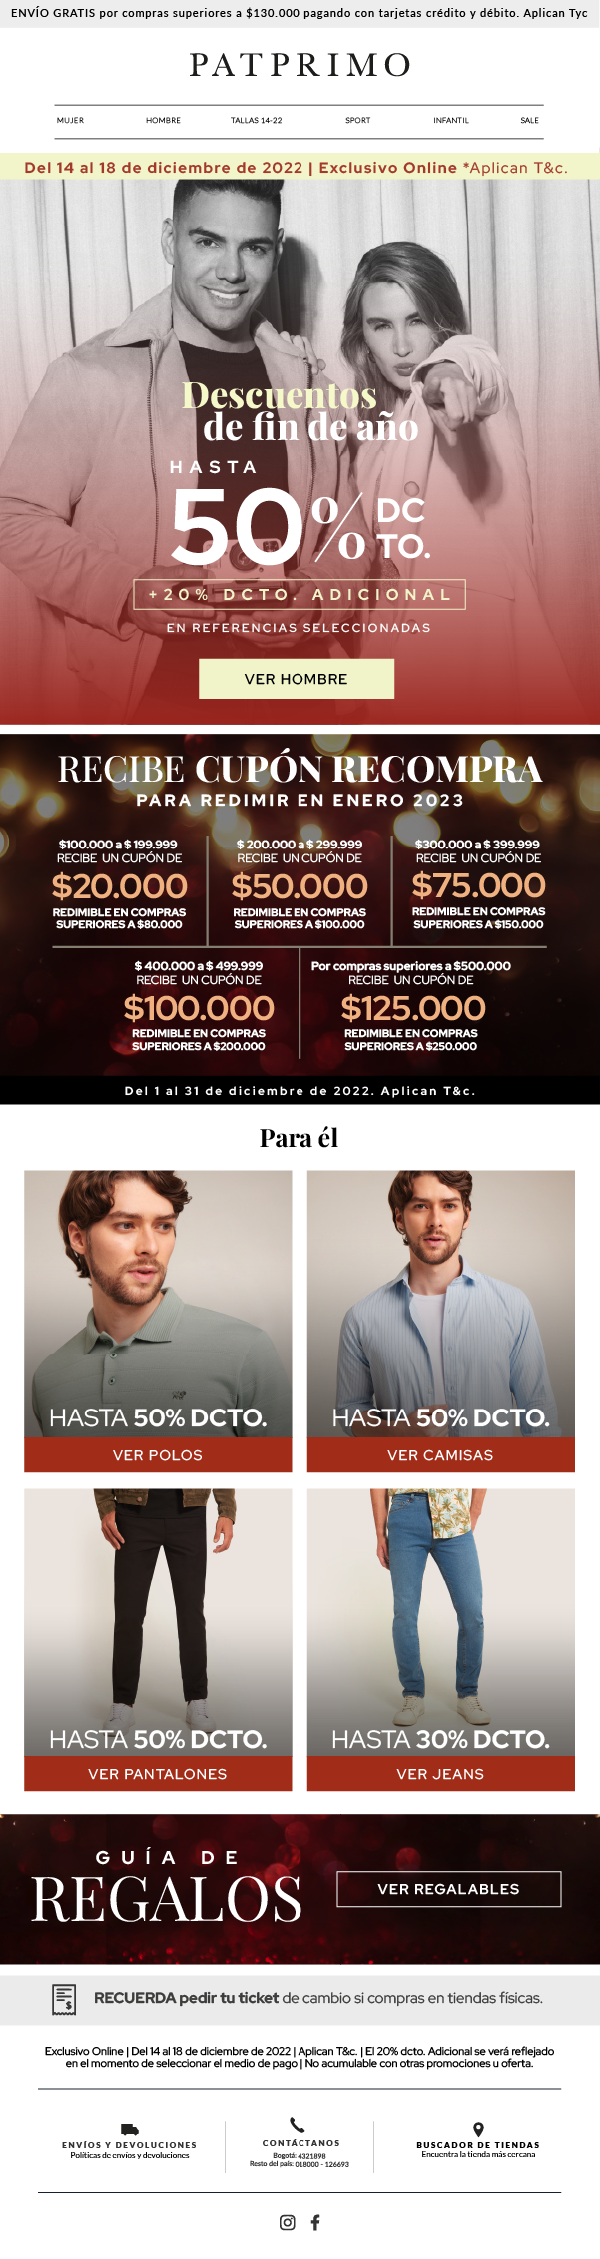 ENVÍO GRATIS por compras superiores a $130.000 pagando con tarjetas crédito y débito. Aplican Tyc
PATPRIMO
MUJER HOMBRE TALLAS 14-22 SPORT INFANTIL SALE
Del 14 al 18 de diciembre de 2022 | Exclusivo Online *Aplican T&c.
Descuentos
de fin de año
HASTA
50% DC
TO.
+20% DCTO. ADICIONAL
EN REFERENCIAS SELECCIONADAS
VER HOMBRE
RECIBE CUPÓN RECOMPRA
PARA REDIMIR EN ENERO 2023
$100.000 a $ 199.999
RECIBE UN CUPÓN DE
$20.000
REDIMIBLE EN COMPRAS
SUPERIORES A $80.000
$ 200.000 a $ 299.999
RECIBE UN CUPÓN DE
$50.000
REDIMIBLE EN COMPRAS
SUPERIORES A $100.000
$300.000 a $ 399.999
RECIBE UN CUPÓN DE
$75.000
REDIMIBLE EN COMPRAS
SUPERIORES A $150.000
$ 400.000 a $ 499.999
RECIBE UN CUPÓN DE
$100.000
REDIMIBLE EN COMPRAS
SUPERIORES A $200.000
Por compras superiores a $500.000
RECIBE UN CUPÓN DE
$125.000
REDIMIBLE EN COMPRAS
SUPERIORES A $250.000
Del 1 al 31 de diciembre de 2022. Aplican T&c.
Para él
HASTA 50% DCTO.
VER POLOS
HASTA 50% DCTO.
VER CAMISAS
HASTA 50% DCTO.
VER PANTALONES
HASTA 30% DCTO.
VER JEANS
GUÍA DE
REGALOS
VER REGALABLES
RECUERDA pedir tu ticket de cambio si compras en tiendas físicas.
Exclusivo Online | Del 14 al 18 de diciembre de 2022 | Aplican T&c. | El 20% dcto. Adicional se verá reflejado
en el momento de seleccionar el medio de pago | No acumulable con otras promociones u oferta.
ENVÍOS Y DEVOLUCIONES
Políticas de envíos y devoluciones
CONTÁCTANOS
Bogotá: 4321898
Resto del país: 018000 - 126693
BUSCADOR DE TIENDAS
Encuentra la tienda más cercana